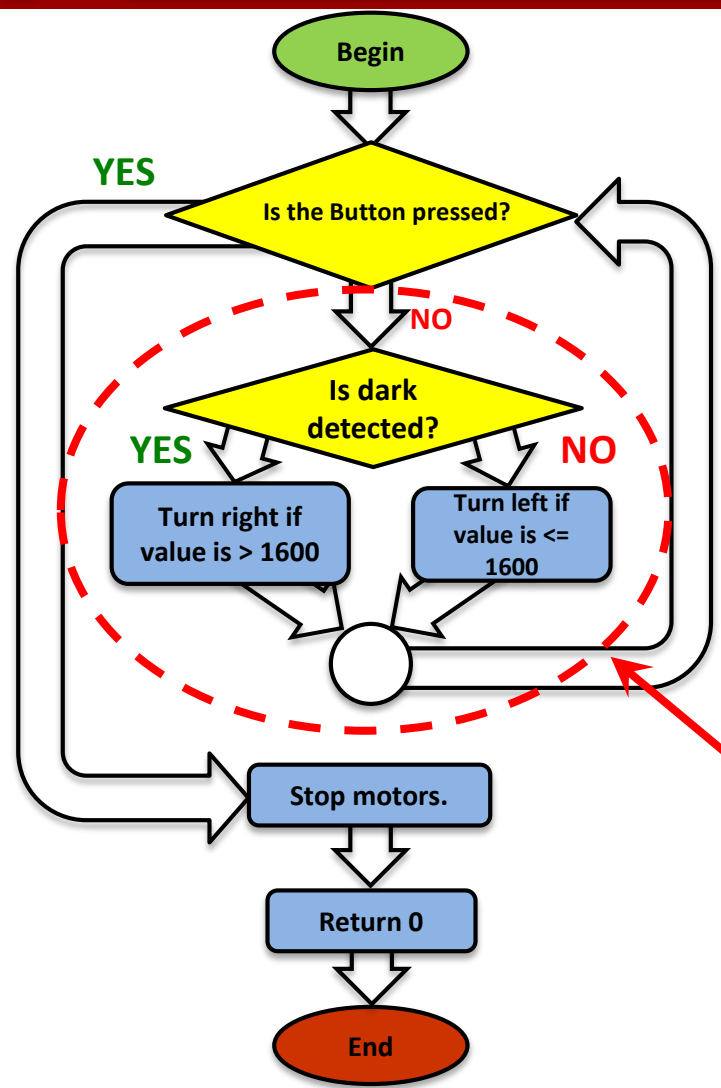 Begin
YES
Is the Button pressed?
NO
Is dark
detected?
YES
NO
Turn right if
value is > 1600
Turn left if
value is <=
1600
Stop motors.
Return 0
End